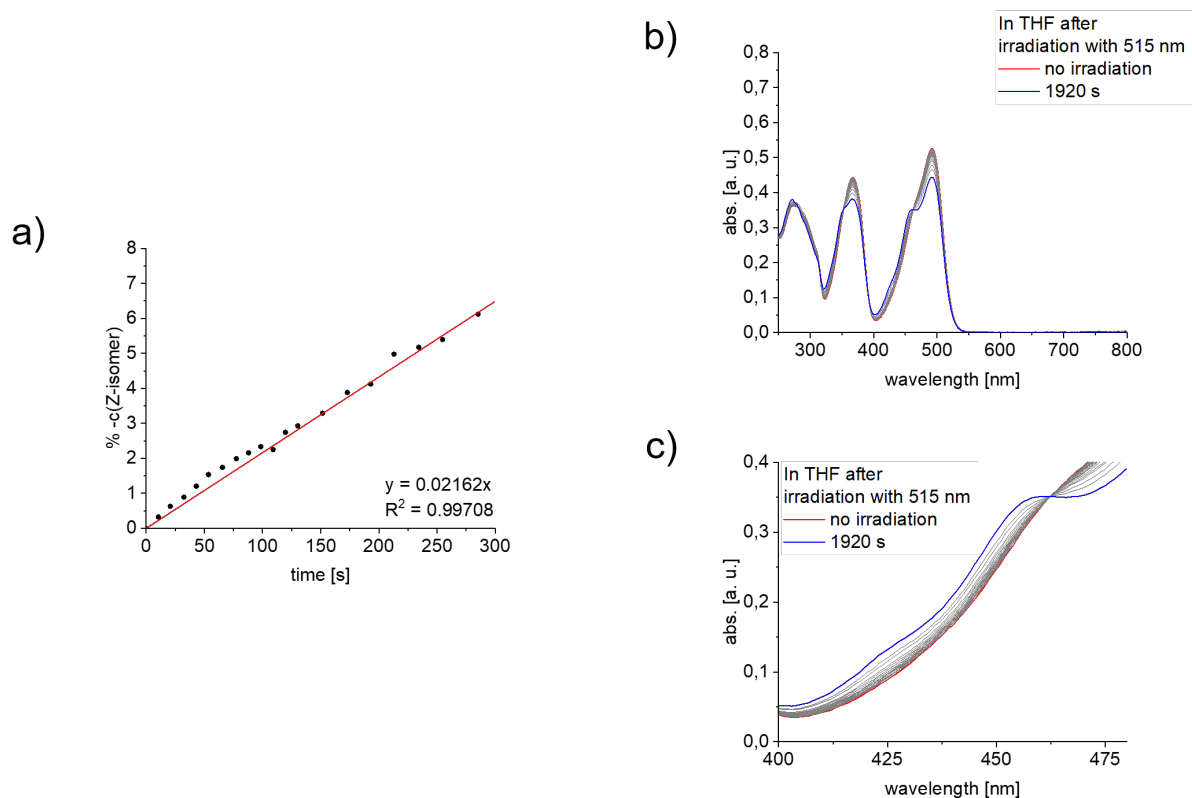 a)
% -c(Z-isomer)
8
7
6
5
4
3
2
1
0
y = 0.02162x
R² = 0.99708
0 50 100 150 200 250 300
time [s]
b)
In THF after
irradiation with 515 nm
no irradiation
1920 s
abs. [a. u.]
0,8
0,7
0,6
0,5
0,4
0,3
0,2
0,1
0,0
300 400 500 600 700 800
wavelength [nm]
c)
In THF after
irradiation with 515 nm
no irradiation
1920 s
abs. [a. u.]
0,4
0,3
0,2
0,1
0,0
400 425 450 475
wavelength [nm]